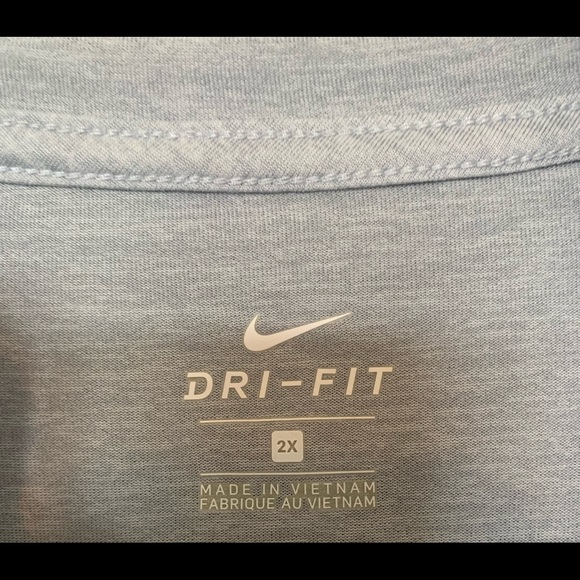 DRI-FIT
2X
MADE IN VIETNAM
FABRIQUE AU VIETNAM